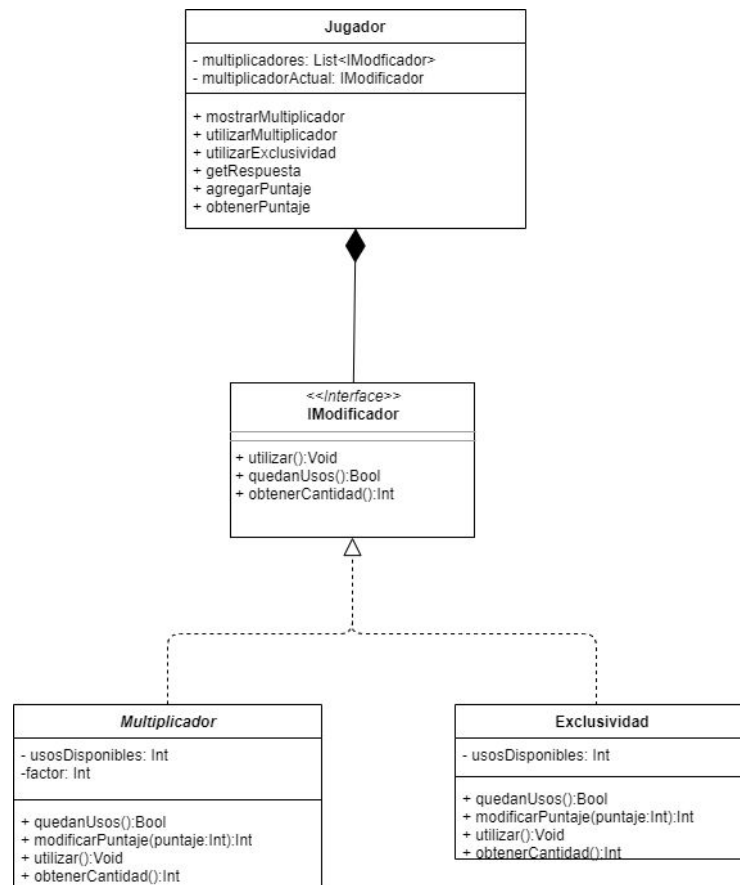 Jugador
- multiplicadores: List<IModficador>
- multiplicadorActual: IModificador
+ mostrarMultiplicador
+ utilizarMultiplicador
+ utilizarExclusividad
+ getRespuesta
+ agregarPuntaje
+ obtenerPuntaje
<<Interface>>
IModificador
+ utilizar():Void
+ quedanUsos():Bool
+ obtenerCantidad():Int
Multiplicador
- usosDisponibles: Int
-factor: Int
+ quedanUsos():Bool
+ modificarPuntaje(puntaje:Int):Int
+ utilizar():Void
+ obtenerCantidad():Int
Exclusividad
- usosDisponibles: Int
+ quedanUsos():Bool
+ modificarPuntaje(puntaje:Int):Int
+ utilizar():Void
+ obtenerCantidad():Int